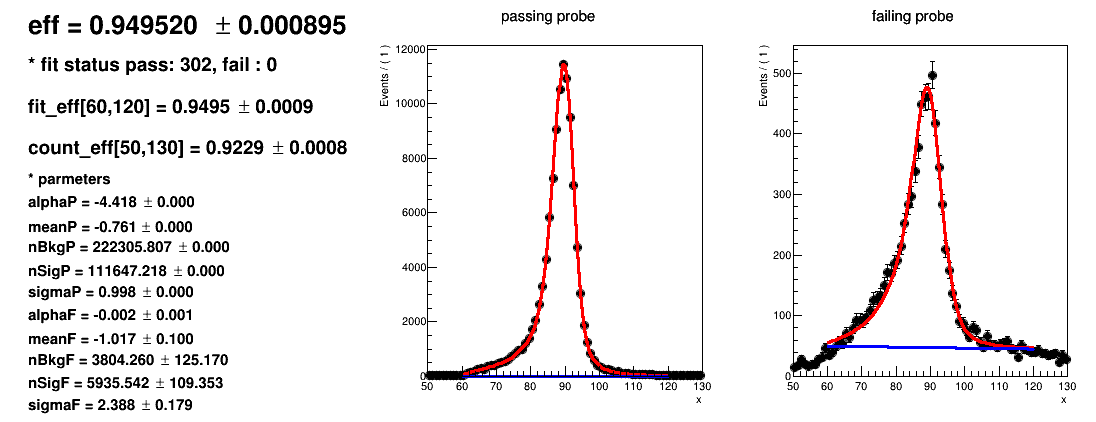 eff = 0.949520 ± 0.000895
* fit status pass: 302, fail : 0
fit_eff[60,120] = 0.9495 ± 0.0009
count_eff[50,130] = 0.9229 ± 0.0008
* parmeters
alphaP = -4.418 ± 0.000
meanP = -0.761 ± 0.000
nBkgP = 222305.807 ± 0.000
nSigP = 111647.218 ± 0.000
sigmaP = 0.998 ± 0.000
alphaF = -0.002 ± 0.001
meanF = -1.017 ± 0.100
nBkgF = 3804.260 ± 125.170
nSigF = 5935.542 ± 109.353
sigmaF = 2.388 ± 0.179
passing probe
Events / ( 1 )
12000
10000
8000
6000
4000
2000
0
50 60 70 80 90 100 110 120 130
x
failing probe
Events / ( 1 )
500
400
300
200
100
0
50 60 70 80 90 100 110 120 130
x